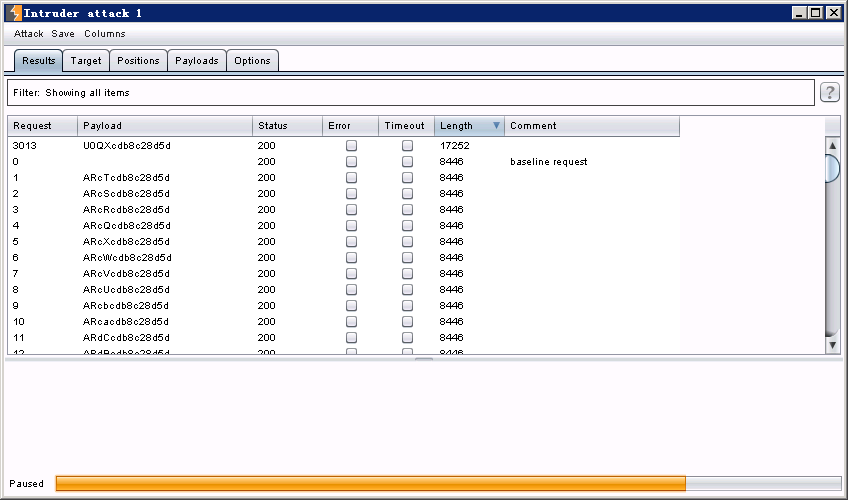 Intruder attack 1
Attack Save Columns
Results Target Positions Payloads Options
Filter: Showing all items
?
Request Payload Status Error Timeout Length Comment
3013 U0QXcdb8c28d5d 200 17252
0 200 8446 baseline request
1 ARcTcdb8c28d5d 200 8446
2 ARcScdb8c28d5d 200 8446
3 ARcRcdb8c28d5d 200 8446
4 ARcQcdb8c28d5d 200 8446
5 ARcXcdb8c28d5d 200 8446
6 ARcWcdb8c28d5d 200 8446
7 ARcVcdb8c28d5d 200 8446
8 ARcUcdb8c28d5d 200 8446
9 ARcbcdb8c28d5d 200 8446
10 ARcacdb8c28d5d 200 8446
11 ARdCcdb8c28d5d 200 8446
12 ARdBcdb8c28d5d 200 8446
Paused